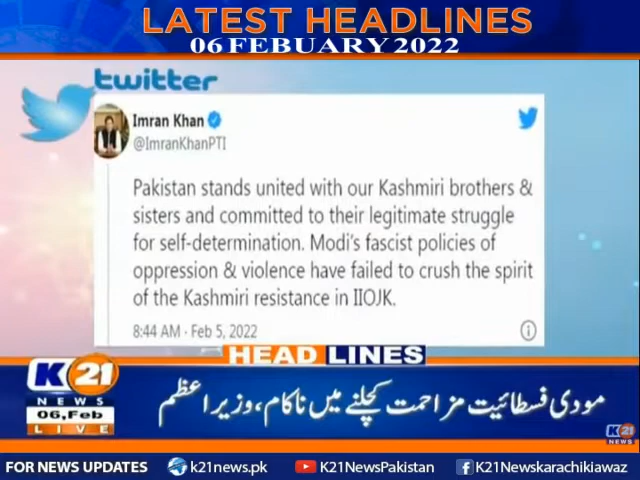 LATEST HEADLINES
06 FEBUARY 2022
twitter
Imran Khan
@ImranKhanPTI
Pakistan stands united with our Kashmiri brothers &
sisters and committed to their legitimate struggle
for self-determination. Modi's fascist policies of
oppression & violence have failed to crush the spirit
of the Kashmiri resistance in IIOJK.
8:44 AM · Feb 5, 2022
HEADLINES
K21
NEWS
06,Feb
LIVE
مودی فسطائیت مزاحمت کچلنے میں ناکام، وزیراعظم
K21
NEWS
FOR NEWS UPDATES k21news.pk K21NewsPakistan K21Newskarachikiawaz